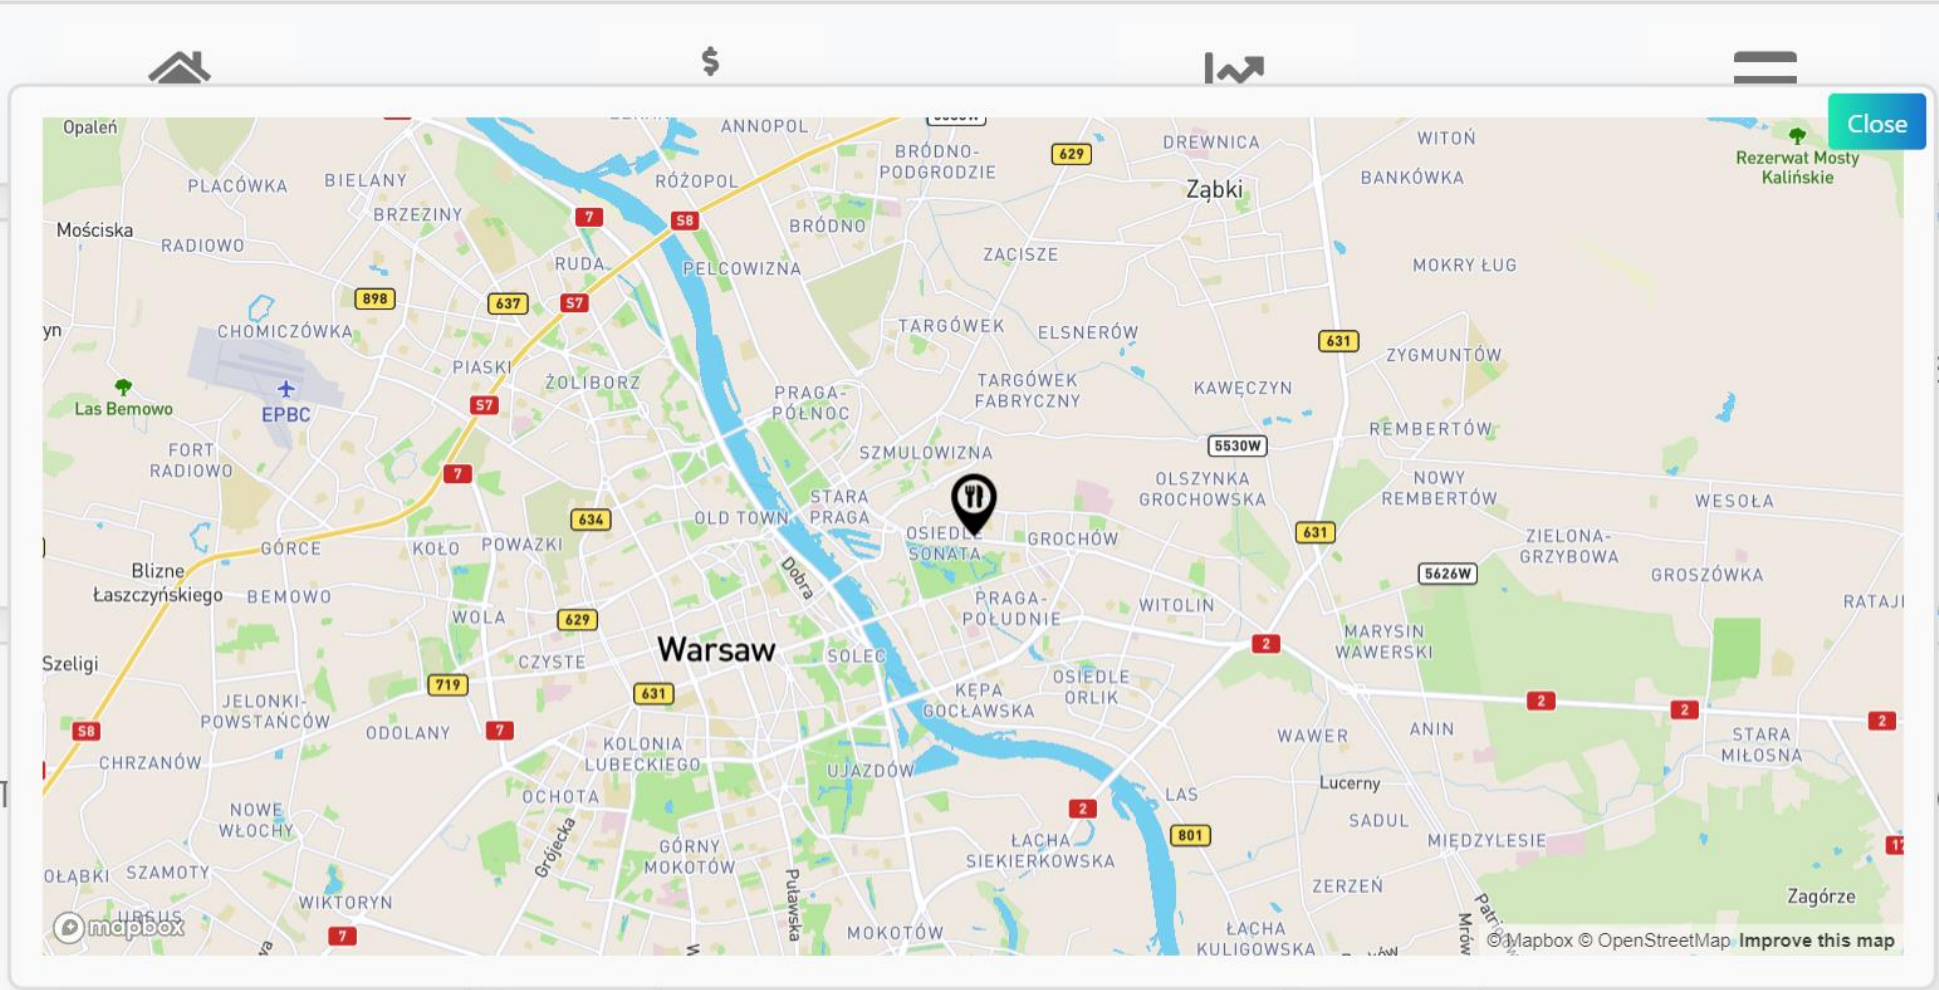 $
Close
Opaleń
ANNOPOL
DREWNICA
WITOŃ
BRÓDNO-
PODGRODZIE
629
Rezerwat Mosty
Kalińskie
PLACÓWKA
BIELANY
RÓŻOPOL
Ząbki
BANKÓWKA
BRZEZINY
7
S8
BRÓDNO
Mościska
RADIOWO
ZACISZE
RUDA
PELCOWIZNA
MOKRY ŁUG
898
637
S7
yn
CHOMICZÓWKA
TARGÓWEK
ELSNERÓW
631
ZYGMUNTÓW
PIASKI
ŻOLIBORZ
PRAGA-
PÓŁNOC
TARGÓWEK
FABRYCZNY
KAWĘCZYN
Las Bemowo
EPBC
S7
REMBERTÓW
5530W
FORT
RADIOWO
SZMULOWIZNA
7
OLSZYNKA
GROCHOWSKA
NOWY
REMBERTÓW
STARA
PRAGA
WESOŁA
634
OLD TOWN
OSIEDLE
SONATA
GROCHÓW
631
ZIELONA-
GRZYBOWA
GÓRCE
KOŁO
POWAZKI
Blizne
Łaszczyńskiego
Dobra
5626W
GROSZÓWKA
BEMOWO
PRAGA-
POŁUDNIE
WITOLIN
RATAJ
WOLA
629
Warsaw
SOLEC
2
MARYSIN
WAWERSKI
Szeligi
CZYSTE
719
631
OSIEDLE
ORLIK
KĘPA
GOCŁAWSKA
JELONKI-
POWSTAŃCÓW
2
2
2
S8
ODOLANY
7
WAWER
ANIN
STARA
MIŁOSNA
KOLONIA
LUBECKIEGO
CHRZANÓW
UJAZDÓW
Lucerny
OCHOTA
LAS
NOWE
WŁOCHY
2
SADUL
801
MIĘDZYLESIE
Grójecka
GÓRNY
MOKOTÓW
ŁACHA
SIEKIERKOWSKA
OŁĄBKI
SZAMOTY
ZERZEŃ
Zagórze
WIKTORYN
Puławska
URSUS
mapbox
7
MOKOTÓW
ŁACHA
KULIGOWSKA
© Mapbox © OpenStreetMap Improve this map